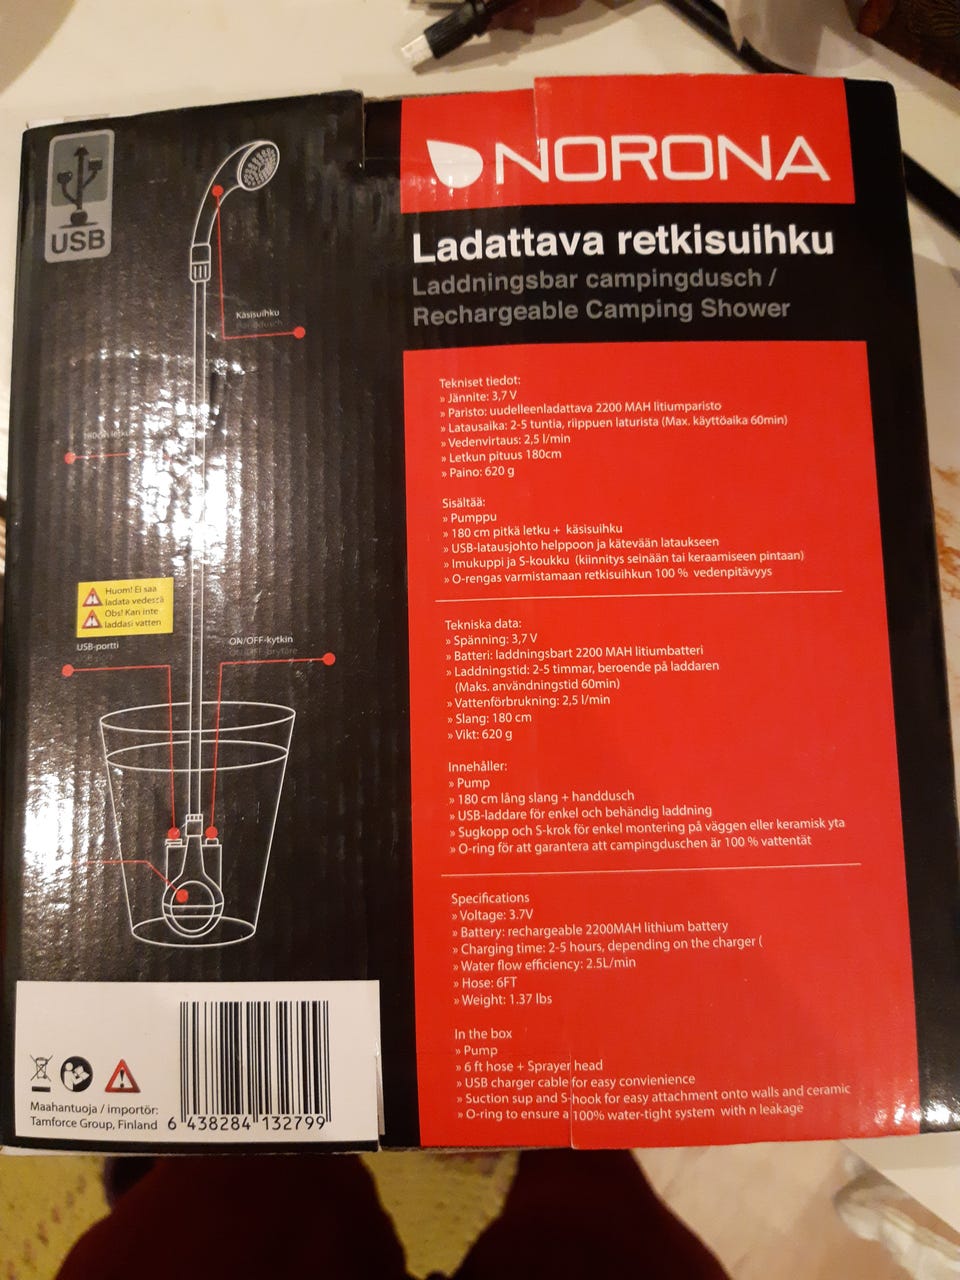 USB
NORONA
Ladattava retkisuihku
Laddningsbar campingdusch /
Rechargeable Camping Shower
Käsisuihku
Handdusch
180cm letku
Huom! Ei saa
ladata vedessä
Obs! Kan inte
laddasi vatten
USB-portti
USB-port
ON/OFF-kytkin
ON/OFF-brytare
Tekniset tiedot:
» Jännite: 3,7 V
» Paristo: uudelleenladattava 2200 MAH litiumparisto
» Latausaika: 2-5 tuntia, riippuen laturista (Max. käyttöaika 60min)
» Vedenvirtaus: 2,5 l/min
» Letkun pituus 180cm
» Paino: 620 g
Sisältää:
» Pumppu
» 180 cm pitkä letku + käsisuihku
» USB-latausjohto helppoon ja kätevään lataukseen
» Imukuppi ja S-koukku (kiinnitys seinään tai keraamiseen pintaan)
» O-rengas varmistamaan retkisuihkun 100 % vedenpitävyys
Tekniska data:
» Spänning: 3,7 V
» Batteri: laddningsbart 2200 MAH litiumbatteri
» Laddningstid: 2-5 timmar, beroende på laddaren
(Maks. användningstid 60min)
» Vattenförbrukning: 2,5 l/min
» Slang: 180 cm
» Vikt: 620 g
Innehåller:
» Pump
» 180 cm lång slang + handdusch
» USB-laddare för enkel och behändig laddning
» Sugkopp och S-krok för enkel montering på väggen eller keramisk yta
» O-ring för att garantera att campingduschen är 100 % vattentät
Specifications
» Voltage: 3.7V
» Battery: rechargeable 2200MAH lithium battery
» Charging time: 2-5 hours, depending on the charger (
» Water flow efficiency: 2.5L/min
» Hose: 6FT
» Weight: 1.37 lbs
In the box
» Pump
» 6 ft hose + Sprayer head
» USB charger cable for easy convienience
» Suction sup and S-hook for easy attachment onto walls and ceramic
» O-ring to ensure a 100% water-tight system with n leakage
Maahantuoja / importör:
Tamforce Group, Finland
6 438284 132799